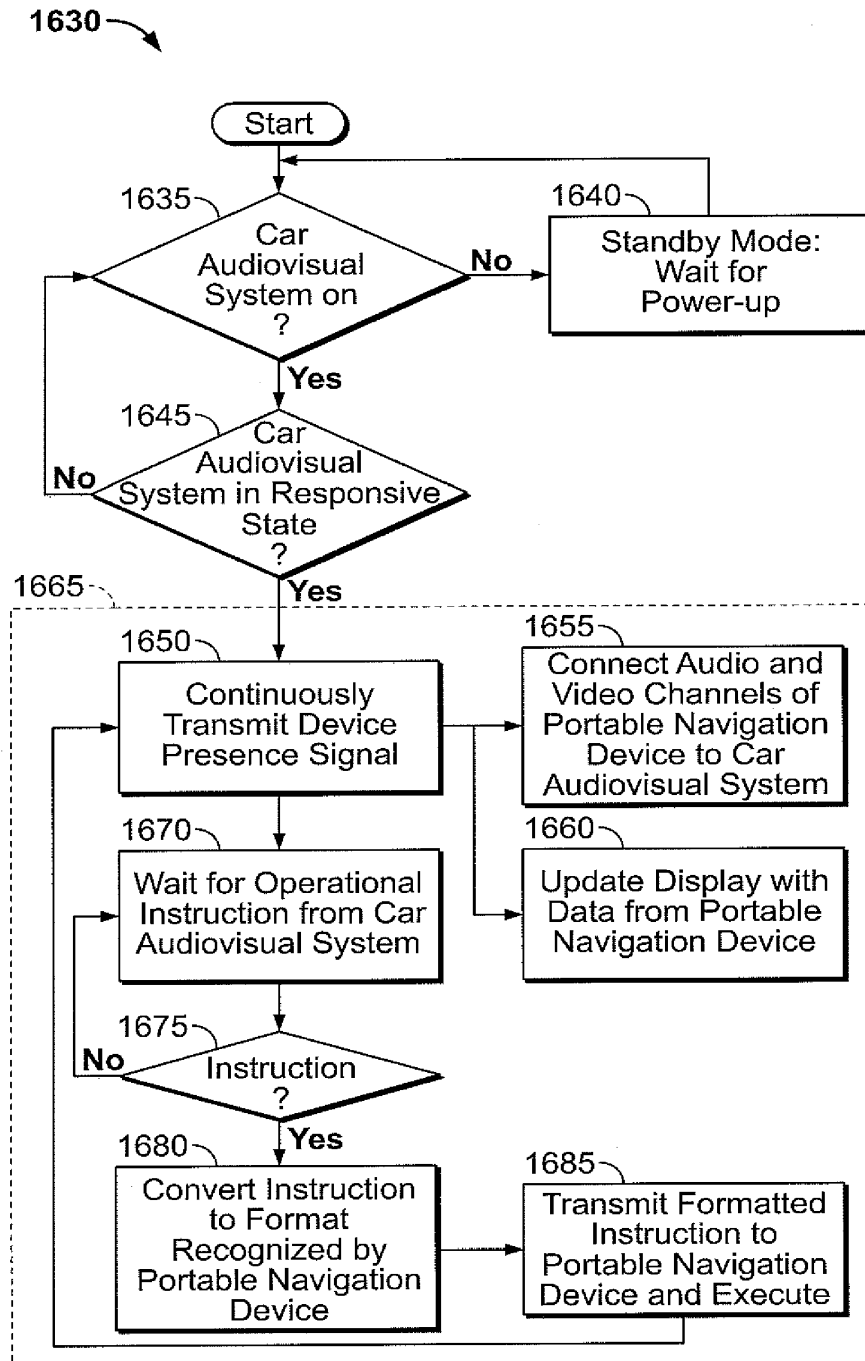 1630
Start
1635
Car
Audiovisual
System on
?
No
1640
Standby Mode:
Wait for
Power-up
Yes
1645
Car
Audiovisual
System in Responsive
State
?
No
Yes
1665
1650
Continuously
Transmit Device
Presence Signal
1655
Connect Audio and
Video Channels of
Portable Navigation
Device to Car
Audiovisual System
1670
Wait for Operational
Instruction from Car
Audiovisual System
1660
Update Display with
Data from Portable
Navigation Device
1675
Instruction
?
No
Yes
1680
Convert Instruction
to Format
Recognized by
Portable Navigation
Device
1685
Transmit Formatted
Instruction to
Portable Navigation
Device and Execute